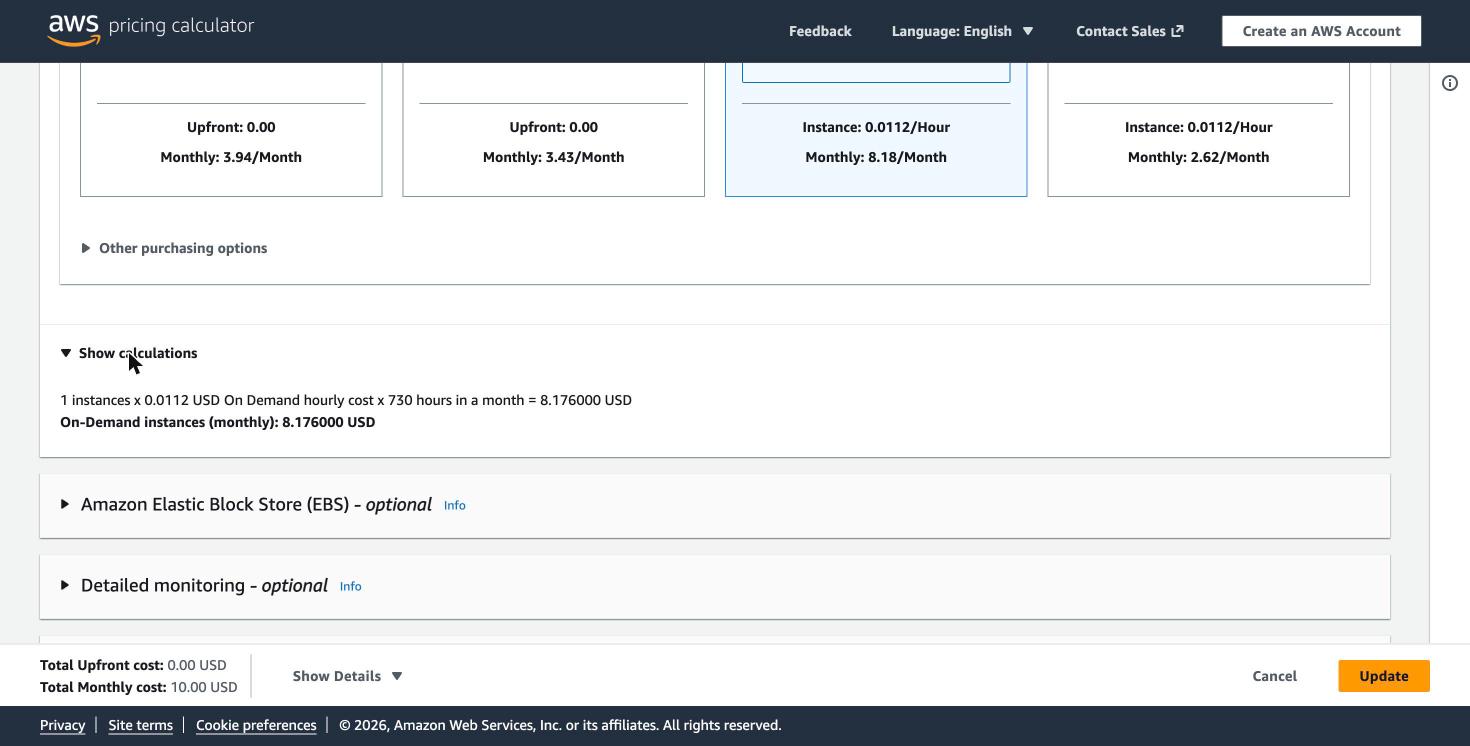 aws pricing calculator
Feedback
Language: English
Contact Sales
Create an AWS Account
Upfront: 0.00
Monthly: 3.94/Month
Upfront: 0.00
Monthly: 3.43/Month
Instance: 0.0112/Hour
Monthly: 8.18/Month
Instance: 0.0112/Hour
Monthly: 2.62/Month
Other purchasing options
Show calculations
1 instances x 0.0112 USD On Demand hourly cost x 730 hours in a month = 8.176000 USD
On-Demand instances (monthly): 8.176000 USD
Amazon Elastic Block Store (EBS) - optional Info
Detailed monitoring - optional Info
Total Upfront cost: 0.00 USD
Total Monthly cost: 10.00 USD
Show Details
Cancel
Update
Privacy | Site terms | Cookie preferences | © 2026, Amazon Web Services, Inc. or its affiliates. All rights reserved.